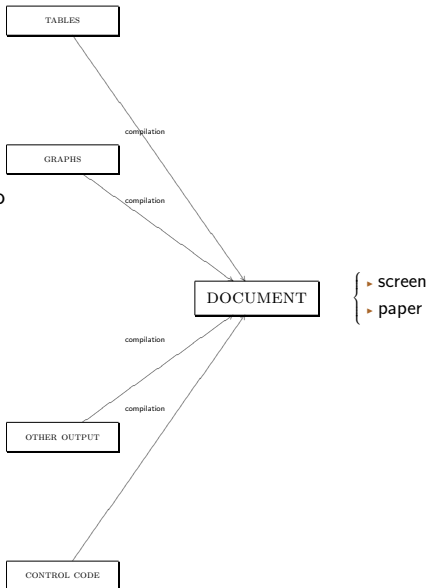 TABLES
compilation
GRAPHS
compilation
o
DOCUMENT
screen
paper
compilation
compilation
OTHER OUTPUT
CONTROL CODE